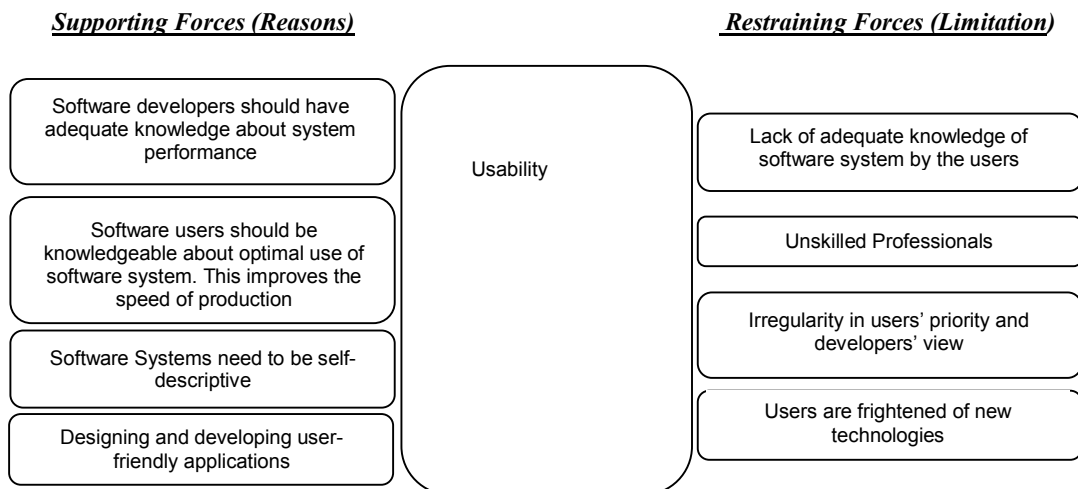 Supporting Forces (Reasons)
Restraining Forces (Limitation)
Software developers should have
adequate knowledge about system
performance
Software users should be
knowledgeable about optimal use of
software system. This improves the
speed of production
Software Systems need to be self-
descriptive
Designing and developing user-
friendly applications
Usability
Lack of adequate knowledge of
software system by the users
Unskilled Professionals
Irregularity in users’ priority and
developers’ view
Users are frightened of new
technologies